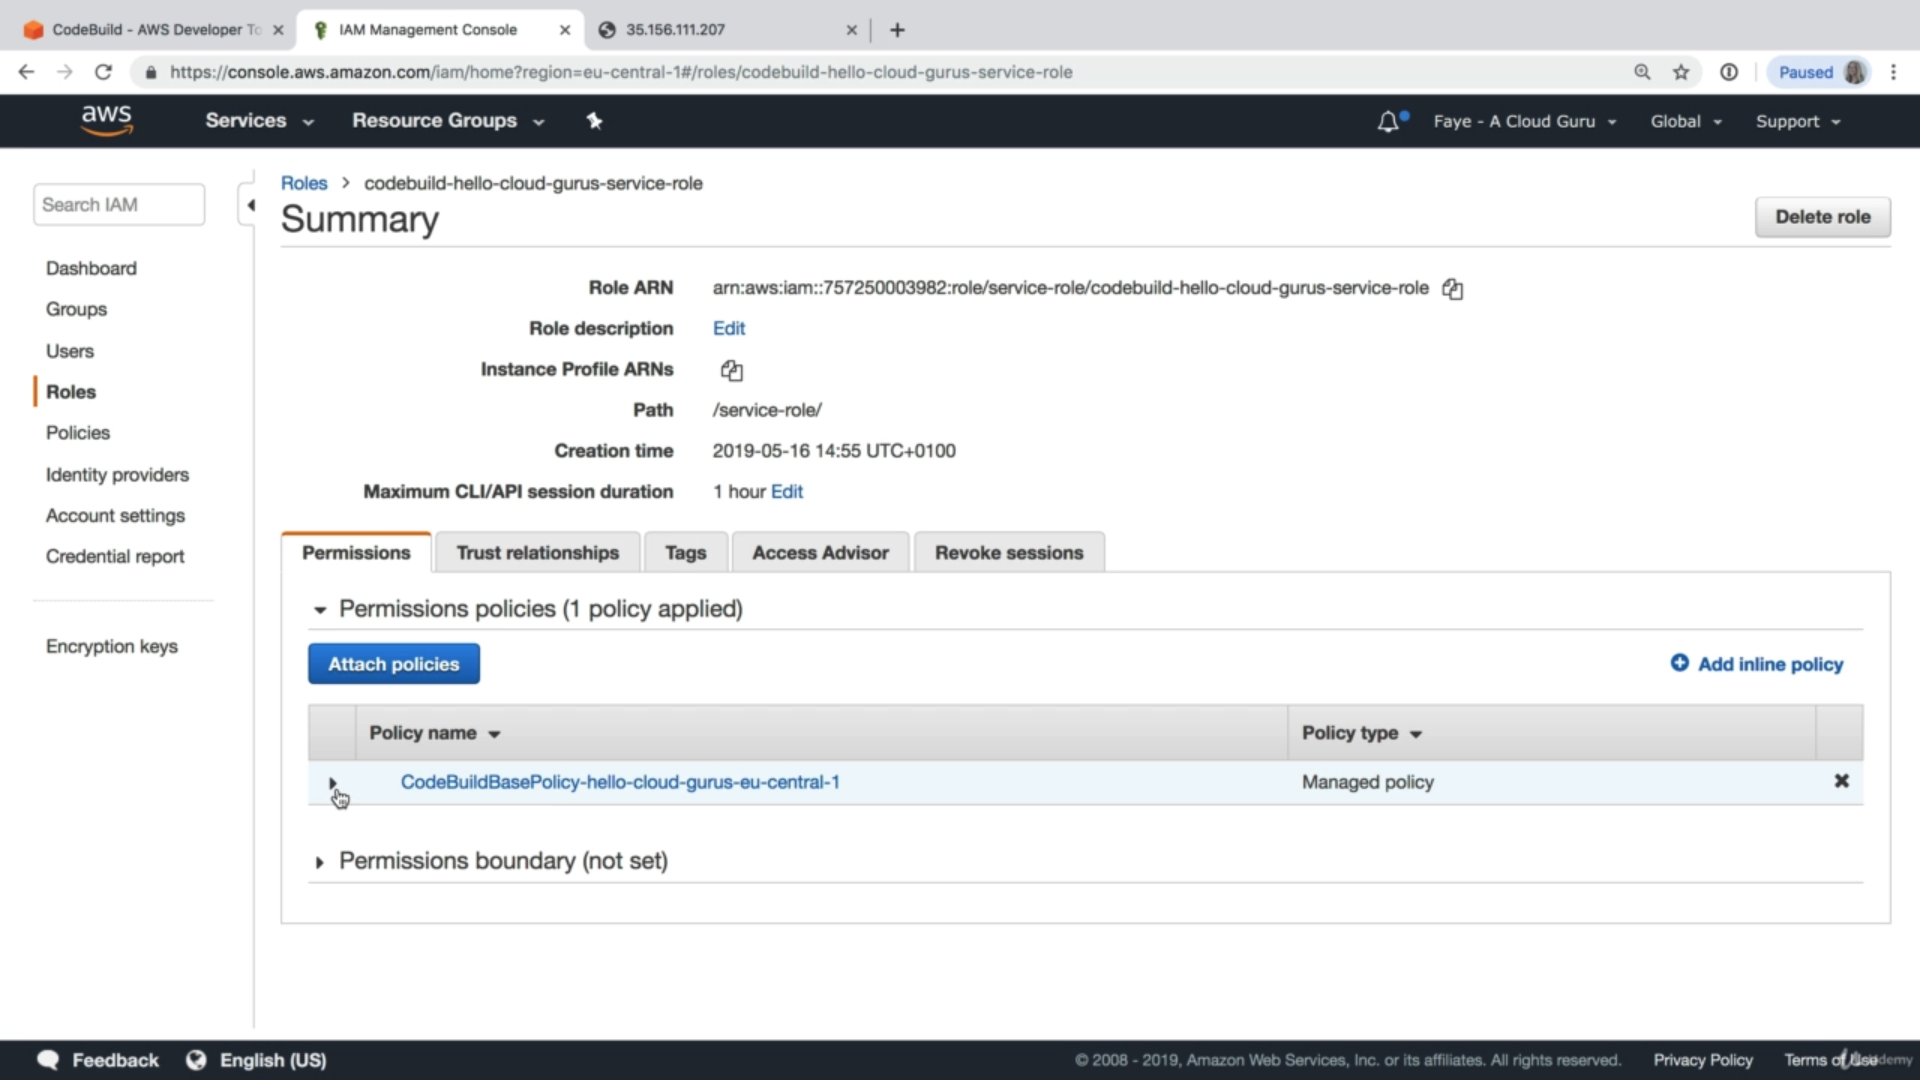 CodeBuild - AWS Developer To
IAM Management Console
35.156.111.207
https://console.aws.amazon.com/iam/home?region=eu-central-1#/roles/codebuild-hello-cloud-gurus-service-role
Paused
aws
Services
Resource Groups
Faye - A Cloud Guru
Global
Support
Search IAM
Dashboard
Groups
Users
Roles
Policies
Identity providers
Account settings
Credential report
Encryption keys
Roles > codebuild-hello-cloud-gurus-service-role
Summary
Delete role
Role ARN arn:aws:iam::757250003982:role/service-role/codebuild-hello-cloud-gurus-service-role
Role description Edit
Instance Profile ARNs
Path /service-role/
Creation time 2019-05-16 14:55 UTC+0100
Maximum CLI/API session duration 1 hour Edit
Permissions
Trust relationships
Tags
Access Advisor
Revoke sessions
Permissions policies (1 policy applied)
Attach policies
Add inline policy
Policy name
Policy type
CodeBuildBasePolicy-hello-cloud-gurus-eu-central-1
Managed policy
Permissions boundary (not set)
Feedback
English (US)
© 2008 - 2019, Amazon Web Services, Inc. or its affiliates. All rights reserved.
Privacy Policy
Terms of Use